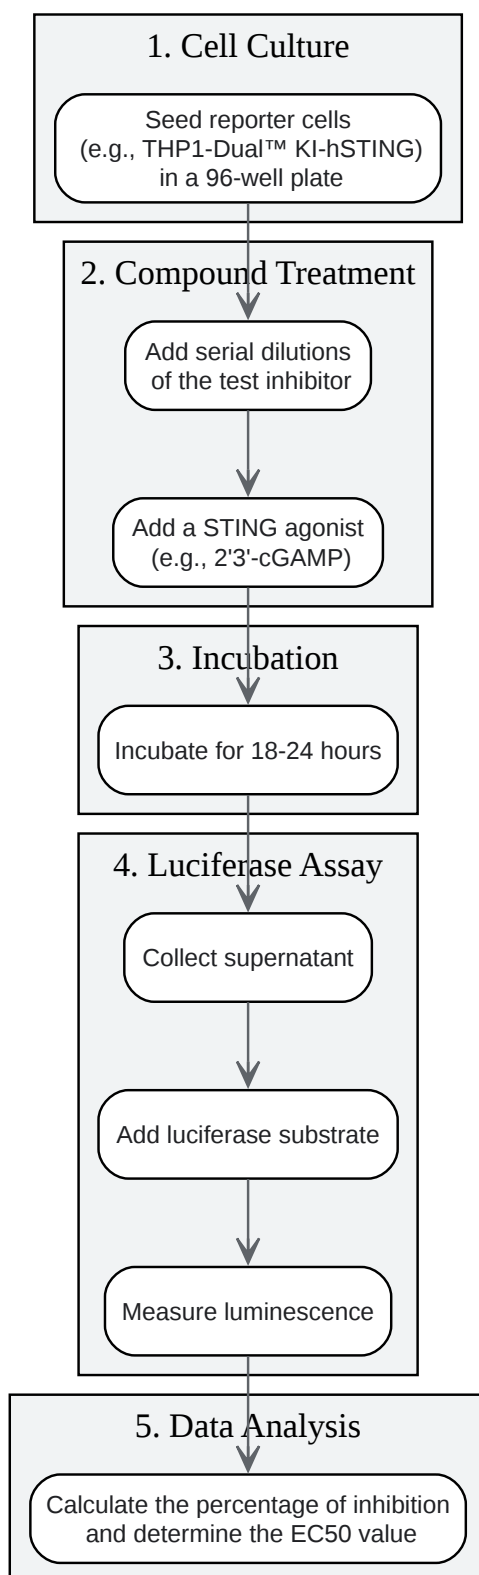 1. Cell Culture
Seed reporter cells
(e.g., THP1-Dual™ KI-hSTING)
in a 96-well plate
2. Compound Treatment
Add serial dilutions
of the test inhibitor
Add a STING agonist
(e.g., 2'3'-cGAMP)
3. Incubation
Incubate for 18-24 hours
4. Luciferase Assay
Collect supernatant
Add luciferase substrate
Measure luminescence
5. Data Analysis
Calculate the percentage of inhibition
and determine the EC50 value